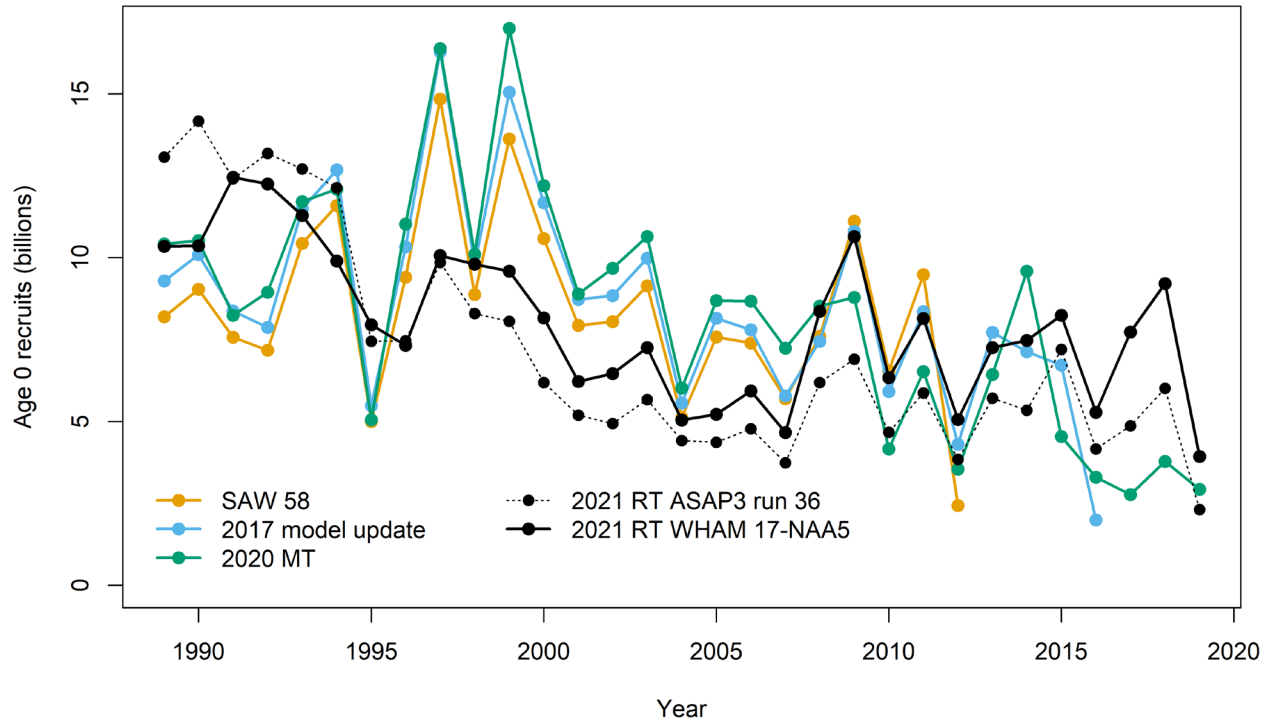 Age 0 recruits (billions)
15
10
5
0
SAW 58
2017 model update
2020 MT
2021 RT ASAP3 run 36
2021 RT WHAM 17-NAA5
1990 1995 2000 2005 2010 2015 2020
Year